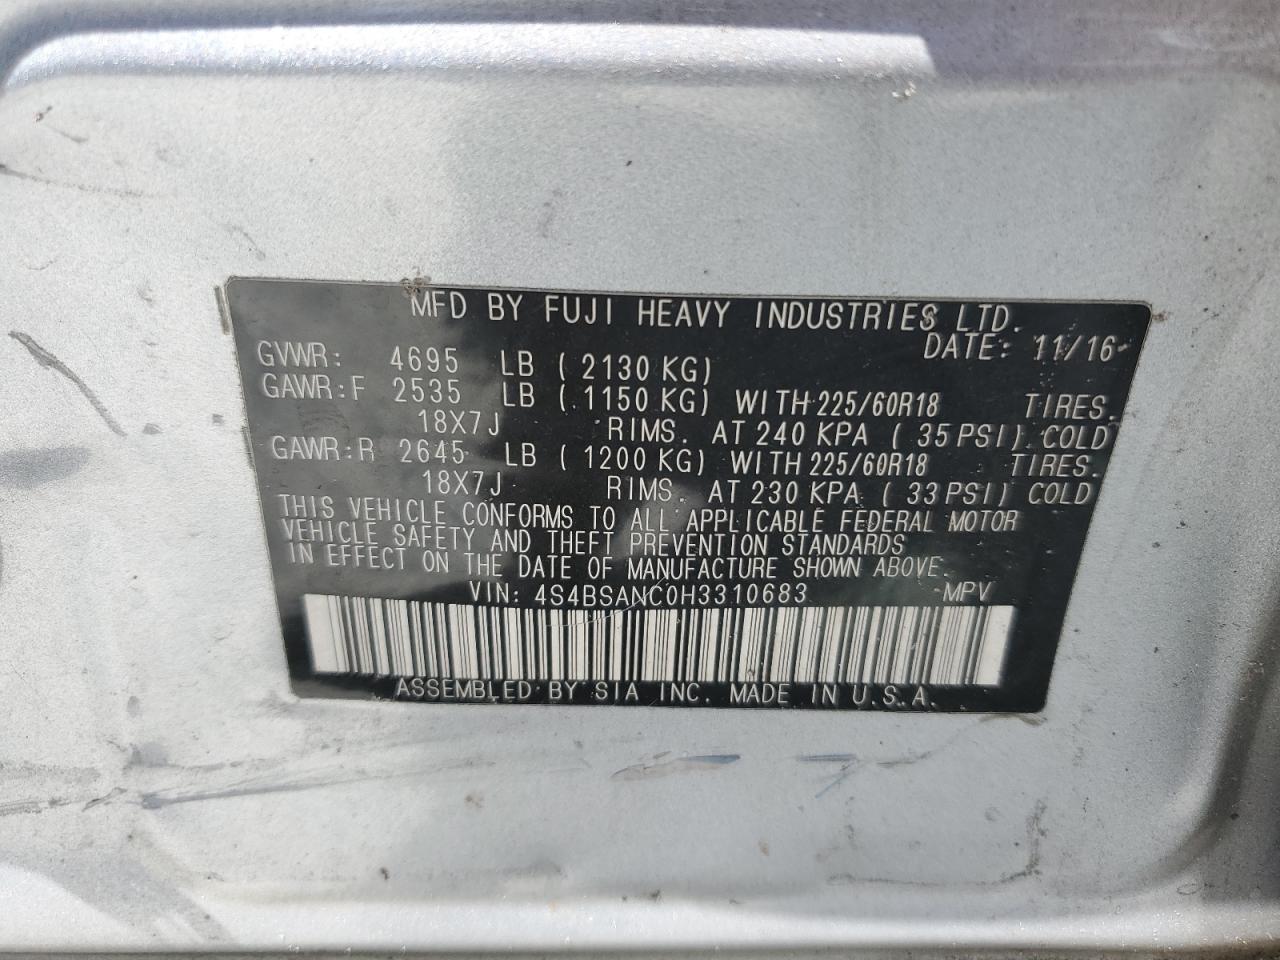 MFD BY FUJI HEAVY INDUSTRIES LTD.
DATE: 11/16
GVWR: 4695 LB ( 2130 KG)
GAWR:F 2535 LB ( 1150 KG) WITH 225/60R18 TIRES.
18X7J RIMS. AT 240 KPA ( 35 PSI) COLD
GAWR:R 2645 LB ( 1200 KG) WITH 225/60R18 TIRES.
18X7J RIMS. AT 230 KPA ( 33 PSI) COLD
THIS VEHICLE CONFORMS TO ALL APPLICABLE FEDERAL MOTOR
VEHICLE SAFETY AND THEFT PREVENTION STANDARDS
IN EFFECT ON THE DATE OF MANUFACTURE SHOWN ABOVE.
VIN: 4S4BSANC0H3310683 MPV
ASSEMBLED BY SIA INC. MADE IN U.S.A.